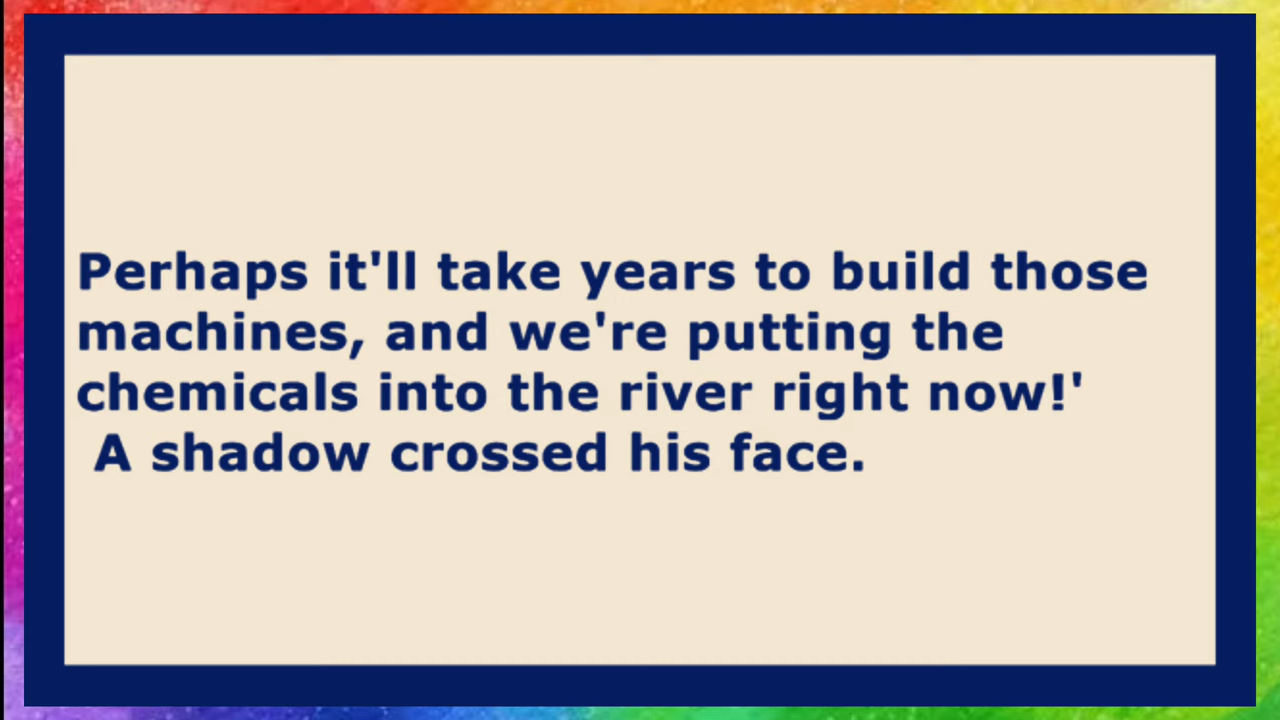 Perhaps it'll take years to build those
machines, and we're putting the
chemicals into the river right now!'
A shadow crossed his face.